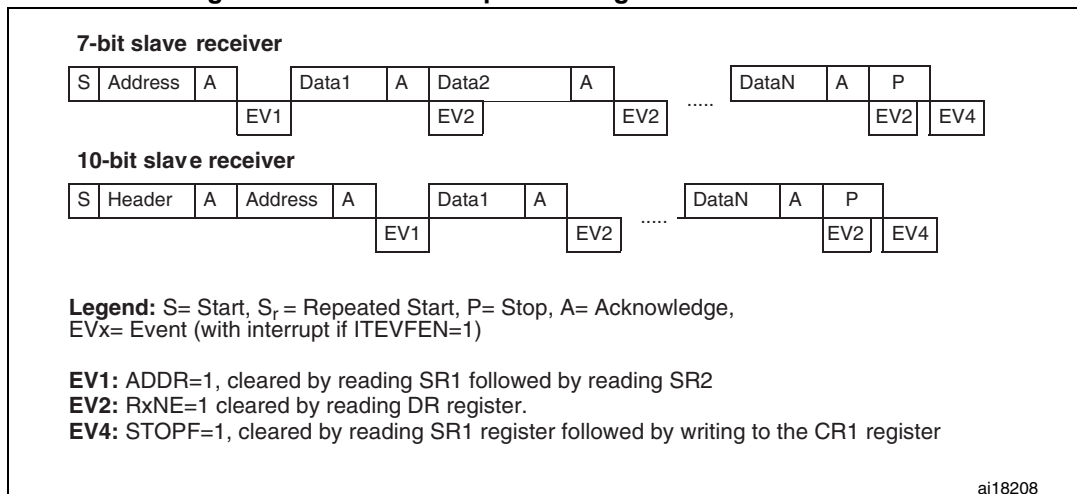 7-bit slave receiver
S Address A Data1 A Data2 A ..... DataN A P
EV1 EV2 EV2 EV2 EV4
10-bit slave receiver
S Header A Address A Data1 A ..... DataN A P
EV1 EV2 EV2 EV4
Legend: S= Start, Sr = Repeated Start, P= Stop, A= Acknowledge,
EVx= Event (with interrupt if ITEVFEN=1)
EV1: ADDR=1, cleared by reading SR1 followed by reading SR2
EV2: RxNE=1 cleared by reading DR register.
EV4: STOPF=1, cleared by reading SR1 register followed by writing to the CR1 register
ai18208